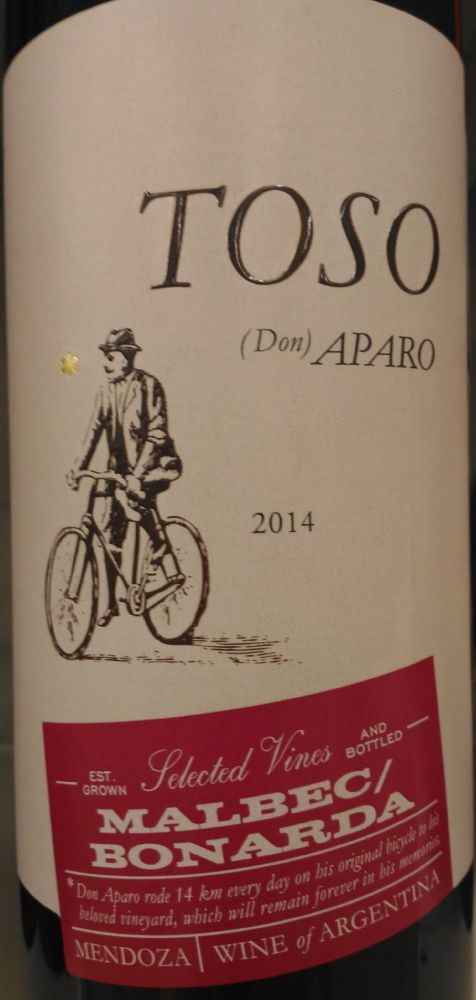 TOSO
(Don) APARO
2014
EST. GROWN Selected Vines AND BOTTLED
MALBEC/
BONARDA
*Don Aparo rode 14 km every day on his original bicycle to his
beloved vineyard, which will remain forever in his memories.
MENDOZA | WINE of ARGENTINA